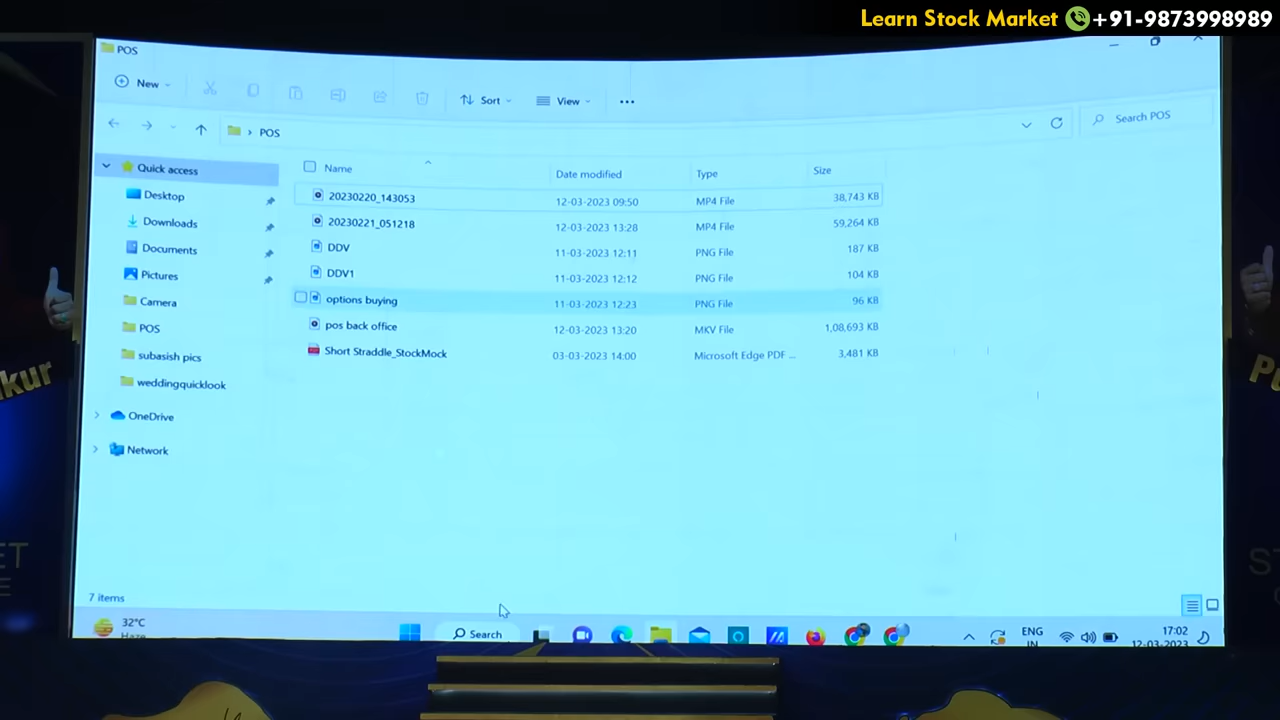 Learn Stock Market +91-9873998989
POS
New Sort View ...
POS Search POS
Quick access
Desktop
Downloads
Documents
Pictures
Camera
POS
subasish pics
weddingquicklook
OneDrive
Network
Name Date modified Type Size
20230220_143053 12-03-2023 09:50 MP4 File 38,743 KB
20230221_051218 12-03-2023 13:28 MP4 File 59,264 KB
DDV 11-03-2023 12:11 PNG File 187 KB
DDV1 11-03-2023 12:12 PNG File 104 KB
options buying 11-03-2023 12:23 PNG File 96 KB
pos back office 12-03-2023 13:20 MKV File 1,08,693 KB
Short Straddle_StockMock 03-03-2023 14:00 Microsoft Edge PDF ... 3,481 KB
7 items
32°C
Haze
Search
ENG
IN
17:02
12-03-2023
kur
ET